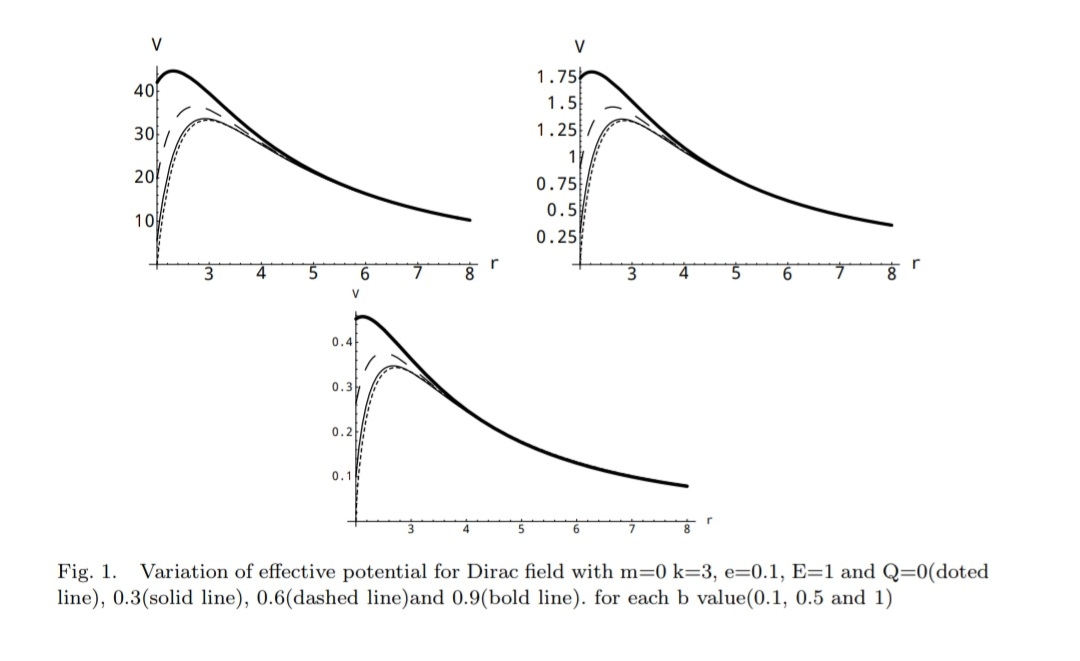 V
40
30
20
10
3 4 5 6 7 8 r
V
1.75
1.5
1.25
1
0.75
0.5
0.25
3 4 5 6 7 8 r
V
0.4
0.3
0.2
0.1
3 4 5 6 7 8 r
Fig. 1. Variation of effective potential for Dirac field with m=0 k=3, e=0.1, E=1 and Q=0(doted
line), 0.3(solid line), 0.6(dashed line)and 0.9(bold line). for each b value(0.1, 0.5 and 1)